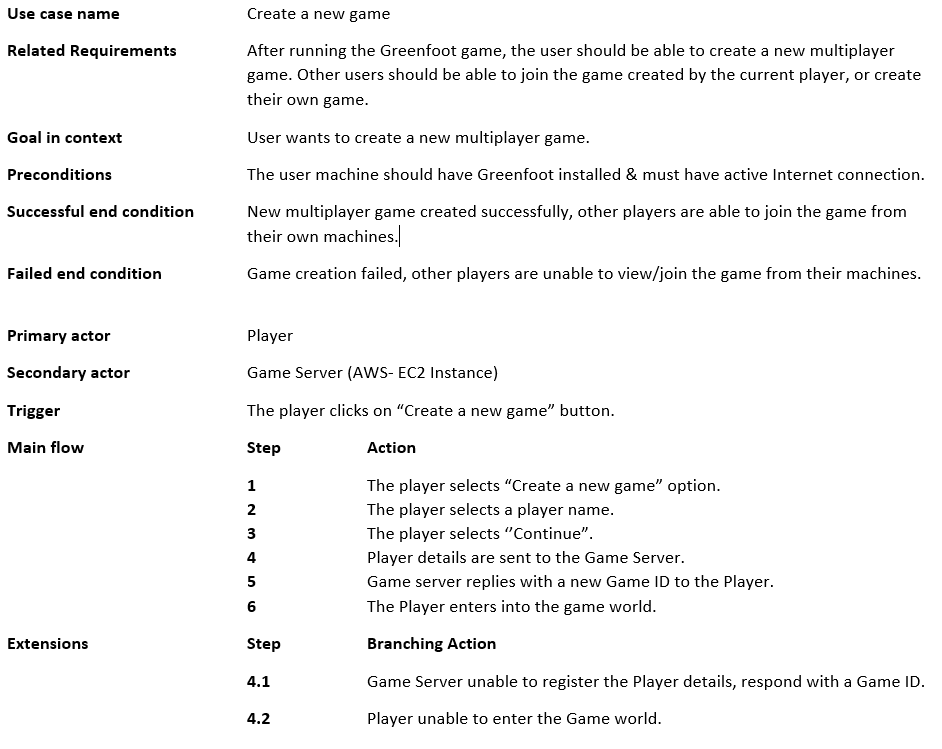 Use case name Create a new game
Related Requirements After running the Greenfoot game, the user should be able to create a new multiplayer
game. Other users should be able to join the game created by the current player, or create
their own game.
Goal in context User wants to create a new multiplayer game.
Preconditions The user machine should have Greenfoot installed & must have active Internet connection.
Successful end condition New multiplayer game created successfully, other players are able to join the game from
their own machines.
Failed end condition Game creation failed, other players are unable to view/join the game from their machines.
Primary actor Player
Secondary actor Game Server (AWS- EC2 Instance)
Trigger The player clicks on “Create a new game” button.
Main flow Step Action
1 The player selects “Create a new game” option.
2 The player selects a player name.
3 The player selects ‘’Continue”.
4 Player details are sent to the Game Server.
5 Game server replies with a new Game ID to the Player.
6 The Player enters into the game world.
Extensions Step Branching Action
4.1 Game Server unable to register the Player details, respond with a Game ID.
4.2 Player unable to enter the Game world.